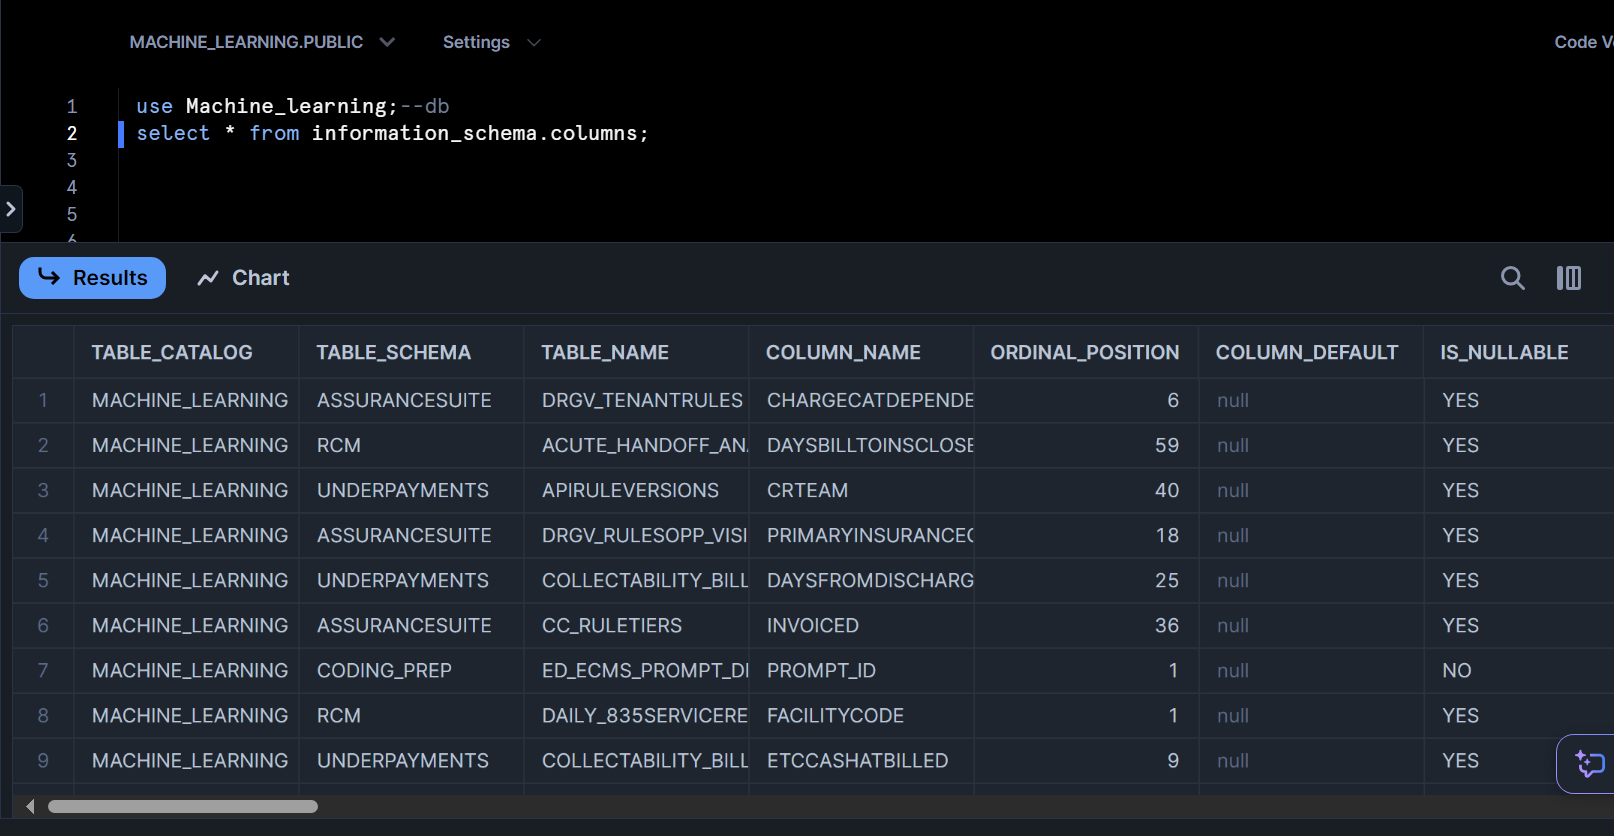 MACHINE_LEARNING.PUBLIC Settings Code
1 use Machine_learning;--db
2 select * from information_schema.columns;
3
4
5
6
Results Chart
TABLE_CATALOG TABLE_SCHEMA TABLE_NAME COLUMN_NAME ORDINAL_POSITION COLUMN_DEFAULT IS_NULLABLE
1 MACHINE_LEARNING ASSURANCESUITE DRGV_TENANTRULES CHARGECATDEPENDE 6 null YES
2 MACHINE_LEARNING RCM ACUTE_HANDOFF_AN DAYSBILLTOINSCLOSE 59 null YES
3 MACHINE_LEARNING UNDERPAYMENTS APIRULEVERSIONS CRTEAM 40 null YES
4 MACHINE_LEARNING ASSURANCESUITE DRGV_RULESOPP_VISI PRIMARYINSURANCE 18 null YES
5 MACHINE_LEARNING UNDERPAYMENTS COLLECTABILITY_BILL DAYSFROMDISCHARG 25 null YES
6 MACHINE_LEARNING ASSURANCESUITE CC_RULETIERS INVOICED 36 null YES
7 MACHINE_LEARNING CODING_PREP ED_ECMS_PROMPT_D PROMPT_ID 1 null NO
8 MACHINE_LEARNING RCM DAILY_835SERVICERE FACILITYCODE 1 null YES
9 MACHINE_LEARNING UNDERPAYMENTS COLLECTABILITY_BILL ETCCASHATBILLED 9 null YES